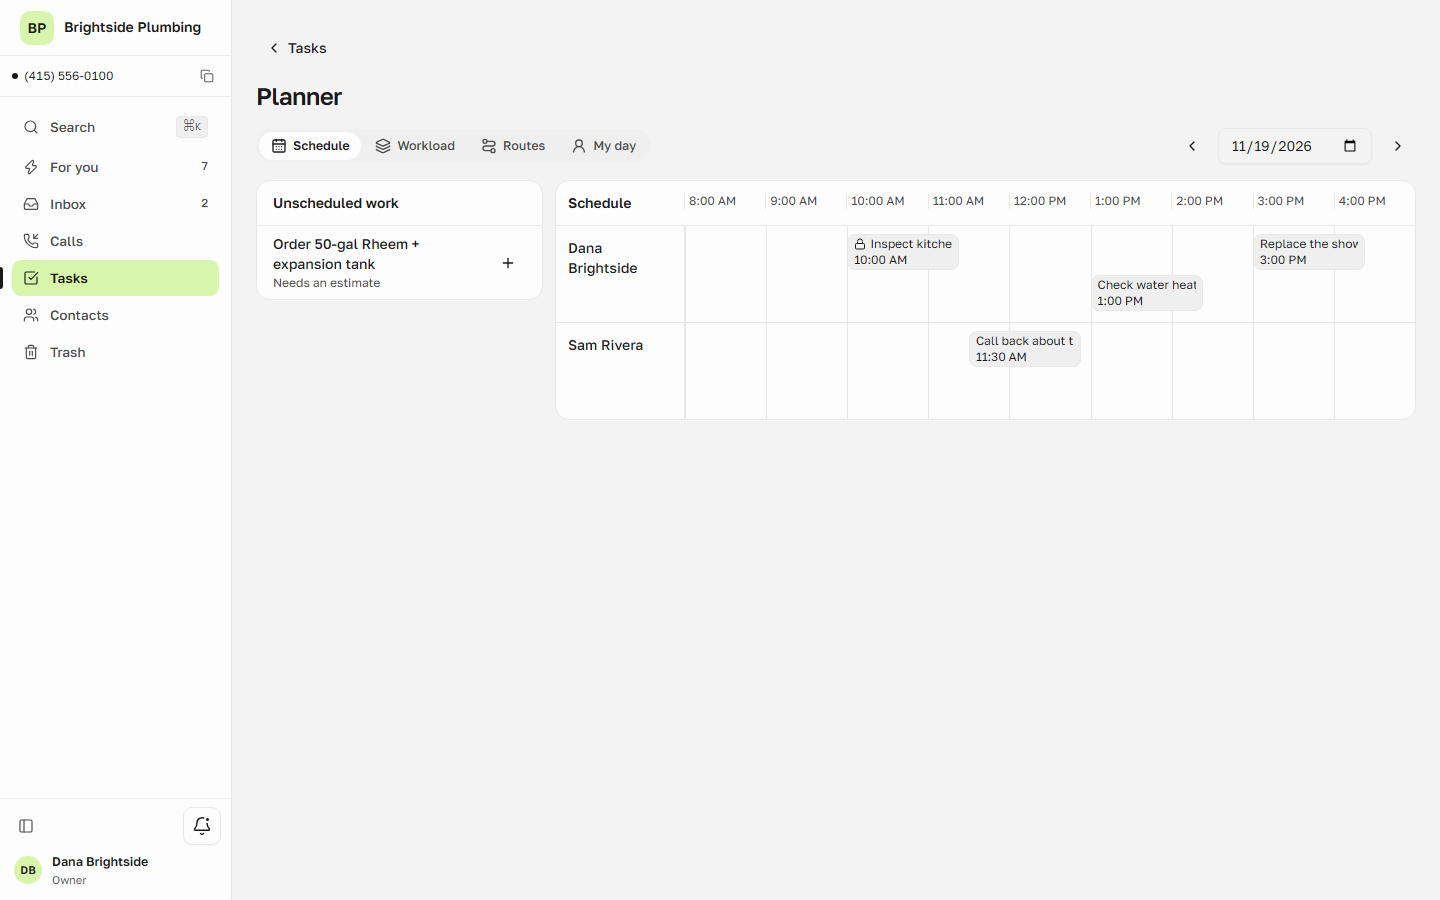 BP Brightside Plumbing
(415) 556-0100
Search ⌘K
For you 7
Inbox 2
Calls
Tasks
Contacts
Trash
DB
Dana Brightside
Owner
Tasks
Planner
Schedule Workload Routes My day
11/19/2026
Unscheduled work
Order 50-gal Rheem +
expansion tank
Needs an estimate
Schedule 8:00 AM 9:00 AM 10:00 AM 11:00 AM 12:00 PM 1:00 PM 2:00 PM 3:00 PM 4:00 PM
Dana
Brightside
Inspect kitche
10:00 AM
Replace the show
3:00 PM
Check water heat
1:00 PM
Sam Rivera
Call back about t
11:30 AM